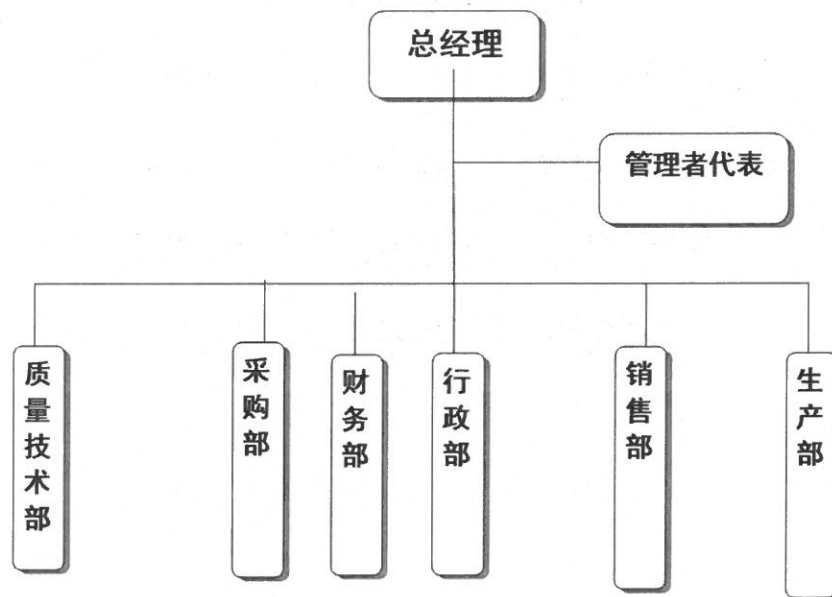 总经理
管理者代表
质量技术部
采购部
财务部
行政部
销售部
生产部